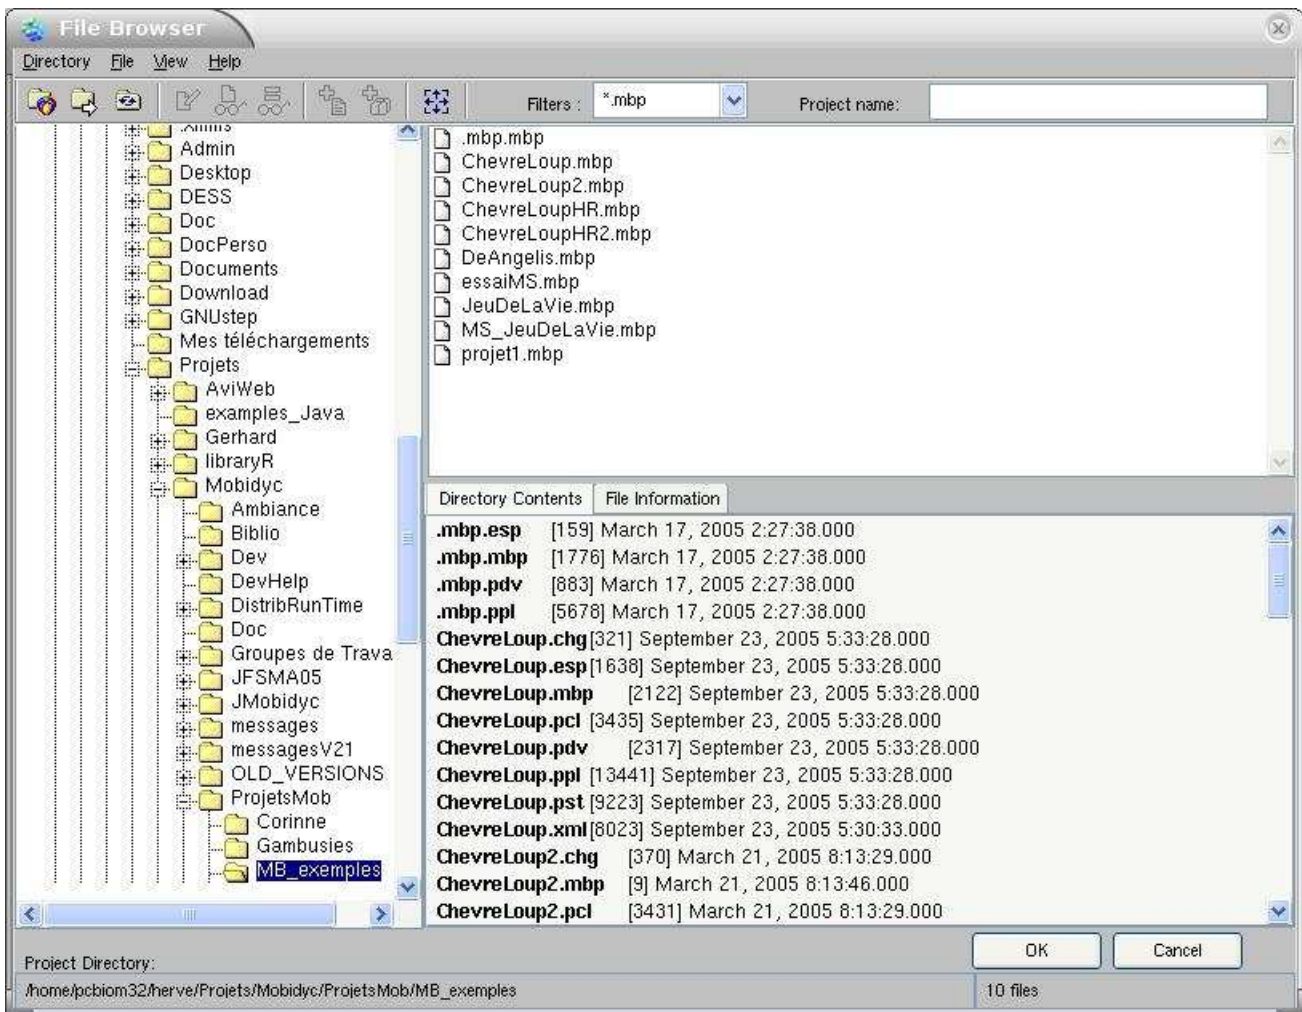 File Browser
Directory File View Help
Filters : *.mbp Project name:
Admin
Desktop
DESS
Doc
DocPerso
Documents
Download
GNUstep
Mes téléchargements
Projets
AviWeb
examples_Java
Gerhard
libraryR
Mobidyc
Ambiance
Biblio
Dev
DevHelp
DistribRunTime
Doc
Groupes de Trava
JFSMA05
JMobidyc
messages
messagesV21
OLD_VERSIONS
ProjetsMob
Corinne
Gambusies
MB_exemples
.mbp.mbp
ChevreLoup.mbp
ChevreLoup2.mbp
ChevreLoupHR.mbp
ChevreLoupHR2.mbp
DeAngelis.mbp
essaiMS.mbp
JeuDeLaVie.mbp
MS_JeuDeLaVie.mbp
projet1.mbp
Directory Contents File Information
.mbp.esp [159] March 17, 2005 2:27:38.000
.mbp.mbp [1776] March 17, 2005 2:27:38.000
.mbp.pdv [883] March 17, 2005 2:27:38.000
.mbp.ppl [5678] March 17, 2005 2:27:38.000
ChevreLoup.chg[321] September 23, 2005 5:33:28.000
ChevreLoup.esp[1638] September 23, 2005 5:33:28.000
ChevreLoup.mbp [2122] September 23, 2005 5:33:28.000
ChevreLoup.pcl [3435] September 23, 2005 5:33:28.000
ChevreLoup.pdv [2317] September 23, 2005 5:33:28.000
ChevreLoup.ppl [13441] September 23, 2005 5:33:28.000
ChevreLoup.pst [9223] September 23, 2005 5:33:28.000
ChevreLoup.xml[8023] September 23, 2005 5:30:33.000
ChevreLoup2.chg [370] March 21, 2005 8:13:29.000
ChevreLoup2.mbp [9] March 21, 2005 8:13:46.000
ChevreLoup2.pcl [3431] March 21, 2005 8:13:29.000
OK Cancel
Project Directory:
/home/pcbiom32/herve/Projets/Mobidyc/ProjetsMob/MB_exemples 10 files